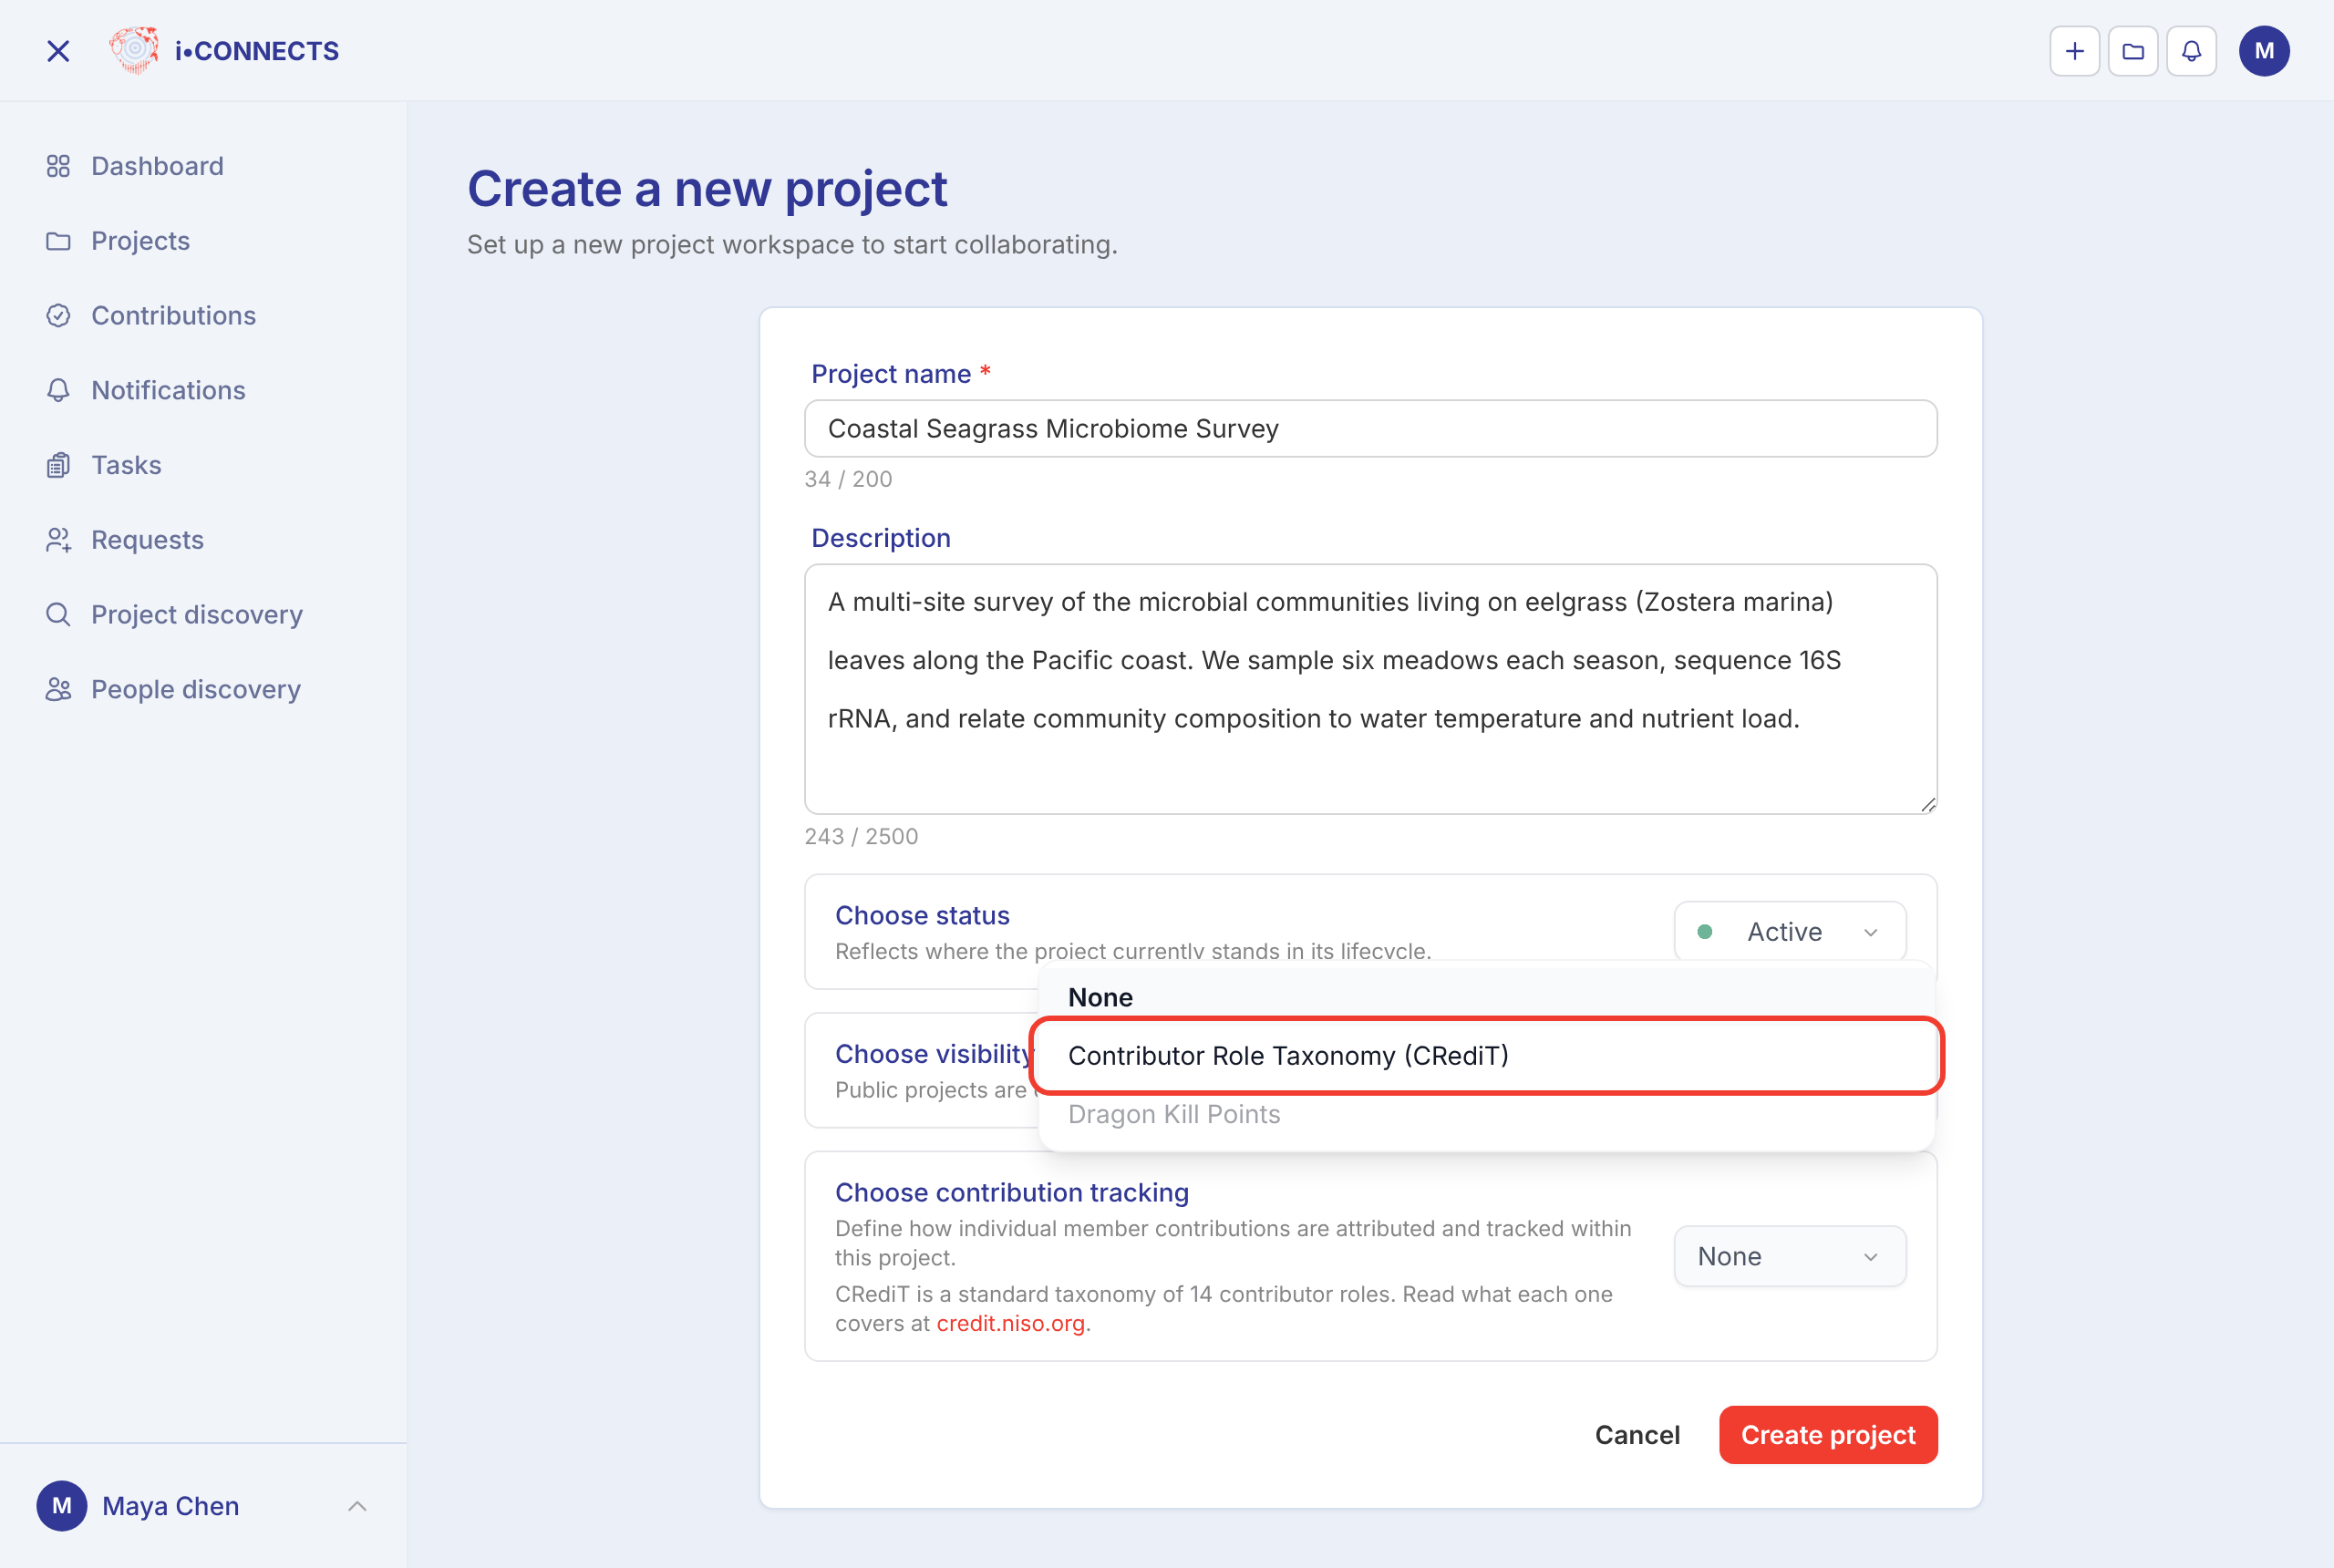 i•CONNECTS
M
Dashboard
Projects
Contributions
Notifications
Tasks
Requests
Project discovery
People discovery
M
Maya Chen
Create a new project
Set up a new project workspace to start collaborating.
Project name *
Coastal Seagrass Microbiome Survey
34 / 200
Description
A multi-site survey of the microbial communities living on eelgrass (Zostera marina)
leaves along the Pacific coast. We sample six meadows each season, sequence 16S
rRNA, and relate community composition to water temperature and nutrient load.
243 / 2500
Choose status
Reflects where the project currently stands in its lifecycle.
Active
None
Choose visibility
Contributor Role Taxonomy (CRediT)
Public projects are
Dragon Kill Points
Choose contribution tracking
Define how individual member contributions are attributed and tracked within
this project.
None
CRediT is a standard taxonomy of 14 contributor roles. Read what each one
covers at credit.niso.org.
Cancel
Create project